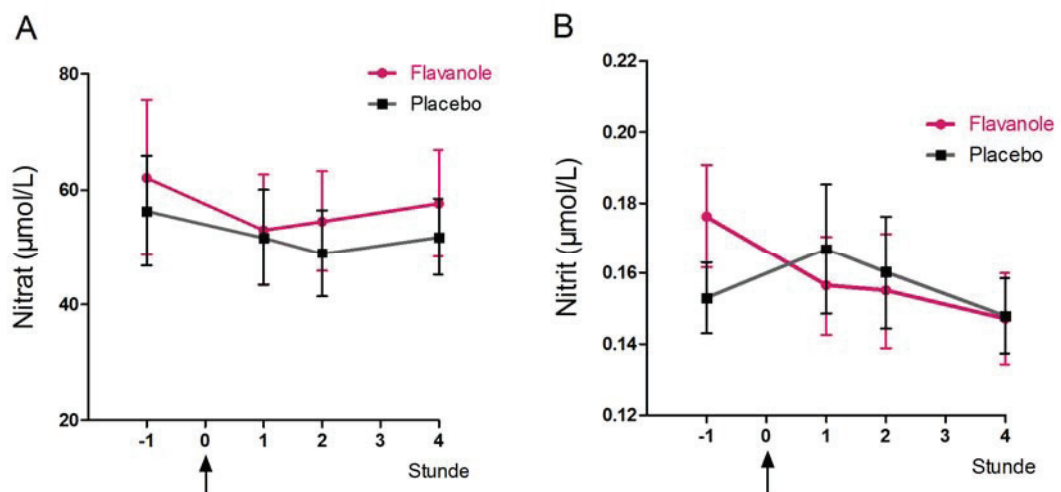 A
Flavanole
Placebo
Nitrat (µmol/L)
80
60
40
20
-1 0 1 2 3 4
Stunde
B
Flavanole
Placebo
Nitrit (µmol/L)
0.22
0.20
0.18
0.16
0.14
0.12
-1 0 1 2 3 4
Stunde